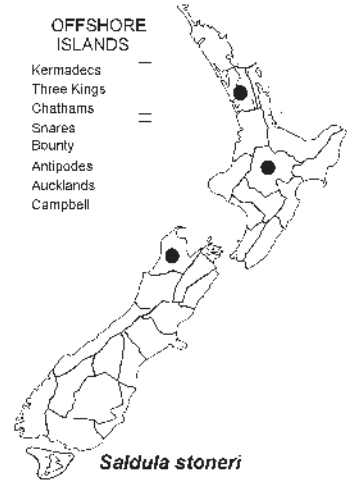 OFFSHORE
ISLANDS
Kermadecs
Three Kings
Chathams
Snares
Bounty
Antipodes
Aucklands
Campbell
Saldula stoneri